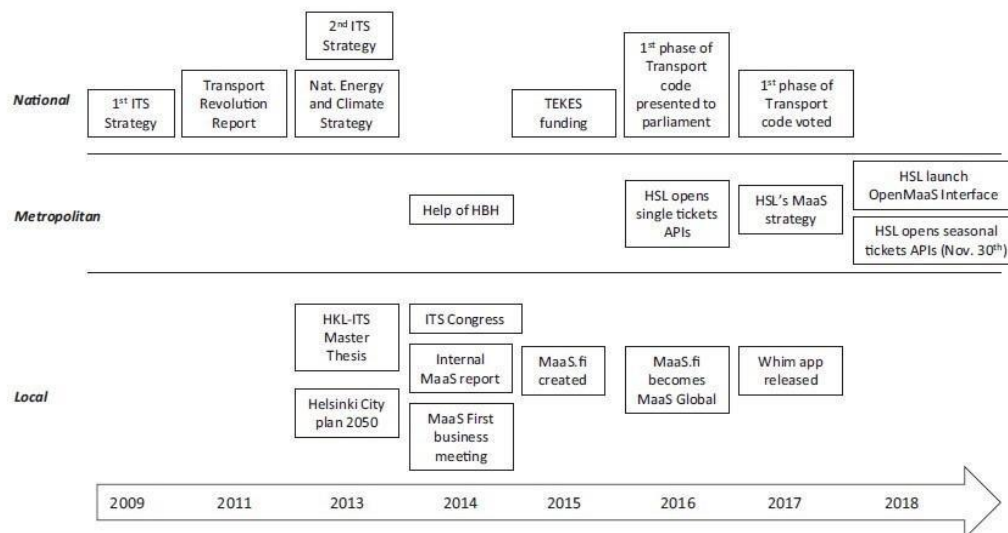 2nd ITS
Strategy
1st phase of
Transport
code
presented to
parliament
National
1st ITS
Strategy
Transport
Revolution
Report
Nat. Energy
and Climate
Strategy
TEKES
funding
1st phase of
Transport
code voted
Metropolitan
Help of HBH
HSL opens
single tickets
APIs
HSL's MaaS
strategy
HSL launch
OpenMaaS Interface
HSL opens seasonal
tickets APIs (Nov. 30th)
Local
HKL-ITS
Master
Thesis
Helsinki City
plan 2050
ITS Congress
Internal
MaaS report
MaaS First
business
meeting
MaaS.fi
created
MaaS.fi
becomes
MaaS Global
Whim app
released
2009 2011 2013 2014 2015 2016 2017 2018